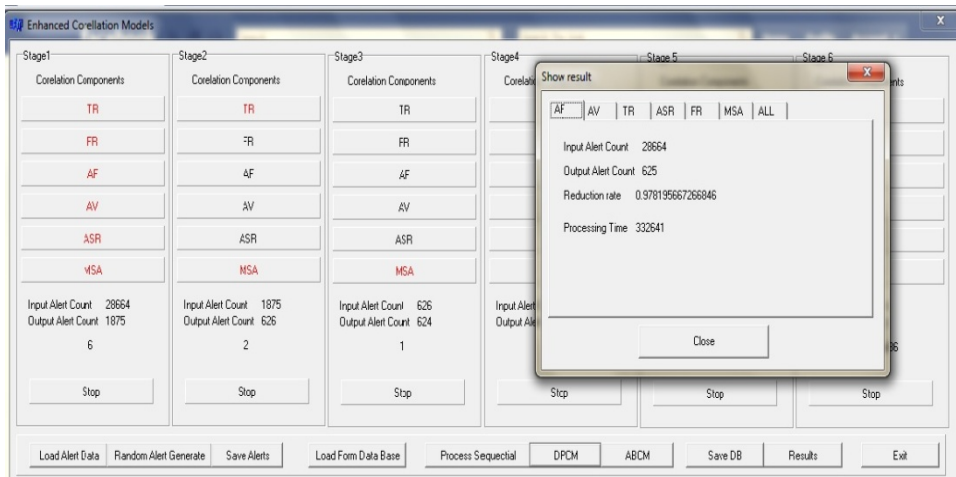 Enhanced Corellation Models
X
Stage1
Corelation Components
TR
FR
AF
AV
ASR
MSA
Input Alert Count 28664
Output Alert Count 1875
6
Stop
Stage2
Corelation Components
TR
FR
AF
AV
ASR
MSA
Input Alert Count 1875
Output Alert Count 626
2
Stop
Stage3
Corelation Components
TR
FR
AF
AV
ASR
MSA
Input Alert Count 626
Output Alert Count 624
1
Stop
Stage4
Stop
Stage 5
Stop
Stage 6
Stop
Show result
X
AF AV TR ASR FR MSA ALL
Input Alert Count 28664
Output Alert Count 625
Reduction rate 0.978195667266846
Processing Time 332641
Close
Load Alert Data Random Alert Generate Save Alerts Load Form Data Base Process Sequectial DPCM ABCM Save DB Results Exit